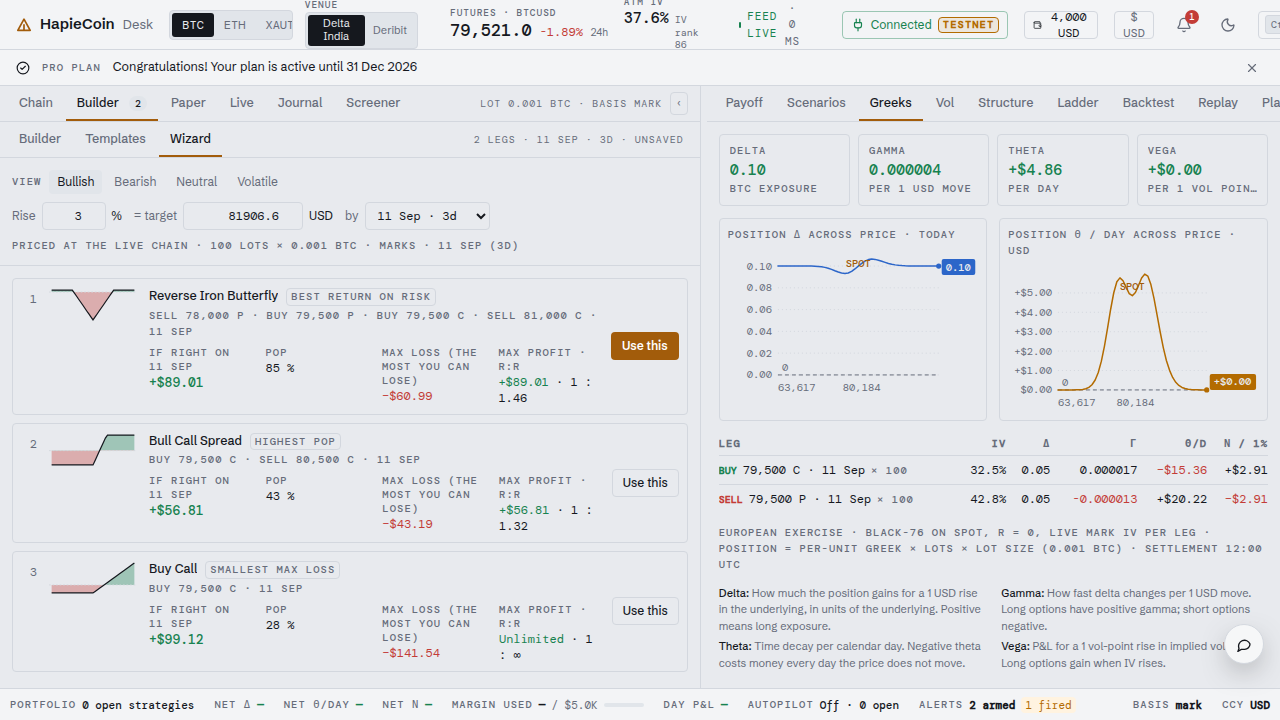 HapieCoin Desk
BTC ETH XAUT
VENUE
Delta India Deribit
FUTURES · BTCUSD
79,521.0 -1.89% 24h
ATM IV
37.6% IV rank 86
FEED LIVE · 0 MS
Connected TESTNET
4,000 USD
$ USD
1
PRO PLAN Congratulations! Your plan is active until 31 Dec 2026
Chain Builder 2 Paper Live Journal Screener
LOT 0.001 BTC · BASIS MARK
Builder Templates Wizard
2 LEGS · 11 SEP · 3D · UNSAVED
VIEW Bullish Bearish Neutral Volatile
Rise 3 % = target 81906.6 USD by 11 Sep · 3d
PRICED AT THE LIVE CHAIN · 100 LOTS × 0.001 BTC · MARKS · 11 SEP (3D)
1 Reverse Iron Butterfly BEST RETURN ON RISK
SELL 78,000 P · BUY 79,500 P · BUY 79,500 C · SELL 81,000 C ·
11 SEP
IF RIGHT ON 11 SEP
+$89.01
POP
85 %
MAX LOSS (THE MOST YOU CAN LOSE)
−$60.99
MAX PROFIT · R:R
+$89.01 · 1 : 1.46
Use this
2 Bull Call Spread HIGHEST POP
BUY 79,500 C · SELL 80,500 C · 11 SEP
IF RIGHT ON 11 SEP
+$56.81
POP
43 %
MAX LOSS (THE MOST YOU CAN LOSE)
−$43.19
MAX PROFIT · R:R
+$56.81 · 1 : 1.32
Use this
3 Buy Call SMALLEST MAX LOSS
BUY 79,500 C · 11 SEP
IF RIGHT ON 11 SEP
+$99.12
POP
28 %
MAX LOSS (THE MOST YOU CAN LOSE)
−$141.54
MAX PROFIT · R:R
Unlimited · 1 : ∞
Use this
Payoff Scenarios Greeks Vol Structure Ladder Backtest Replay
DELTA
0.10
BTC EXPOSURE
GAMMA
0.000004
PER 1 USD MOVE
THETA
+$4.86
PER DAY
VEGA
+$0.00
PER 1 VOL POIN…
POSITION Δ ACROSS PRICE · TODAY
SPOT
0.10
0.08
0.06
0.04
0.02
0.00
0
63,617 80,184
0.10
POSITION Θ / DAY ACROSS PRICE · USD
SPOT
+$5.00
+$4.00
+$3.00
+$2.00
+$1.00
$0.00
0
63,617 80,184
+$0.00
LEG IV Δ Γ Θ/D N / 1%
BUY 79,500 C · 11 Sep × 100 32.5% 0.05 0.000017 −$15.36 +$2.91
SELL 79,500 P · 11 Sep × 100 42.8% 0.05 -0.000013 +$20.22 −$2.91
EUROPEAN EXERCISE · BLACK-76 ON SPOT, R = 0, LIVE MARK IV PER LEG ·
POSITION = PER-UNIT GREEK × LOTS × LOT SIZE (0.001 BTC) · SETTLEMENT 12:00
UTC
Delta: How much the position gains for a 1 USD rise
in the underlying, in units of the underlying. Positive
means long exposure.
Gamma: How fast delta changes per 1 USD move.
Long options have positive gamma; short options
negative.
Theta: Time decay per calendar day. Negative theta
costs money every day the price does not move.
Vega: P&L for a 1 vol-point rise in implied
Long options gain when IV rises.
PORTFOLIO 0 open strategies NET Δ — NET Θ/DAY — NET N — MARGIN USED — / $5.0K DAY P&L — AUTOPILOT Off · 0 open ALERTS 2 armed 1 fired BASIS mark CCY USD